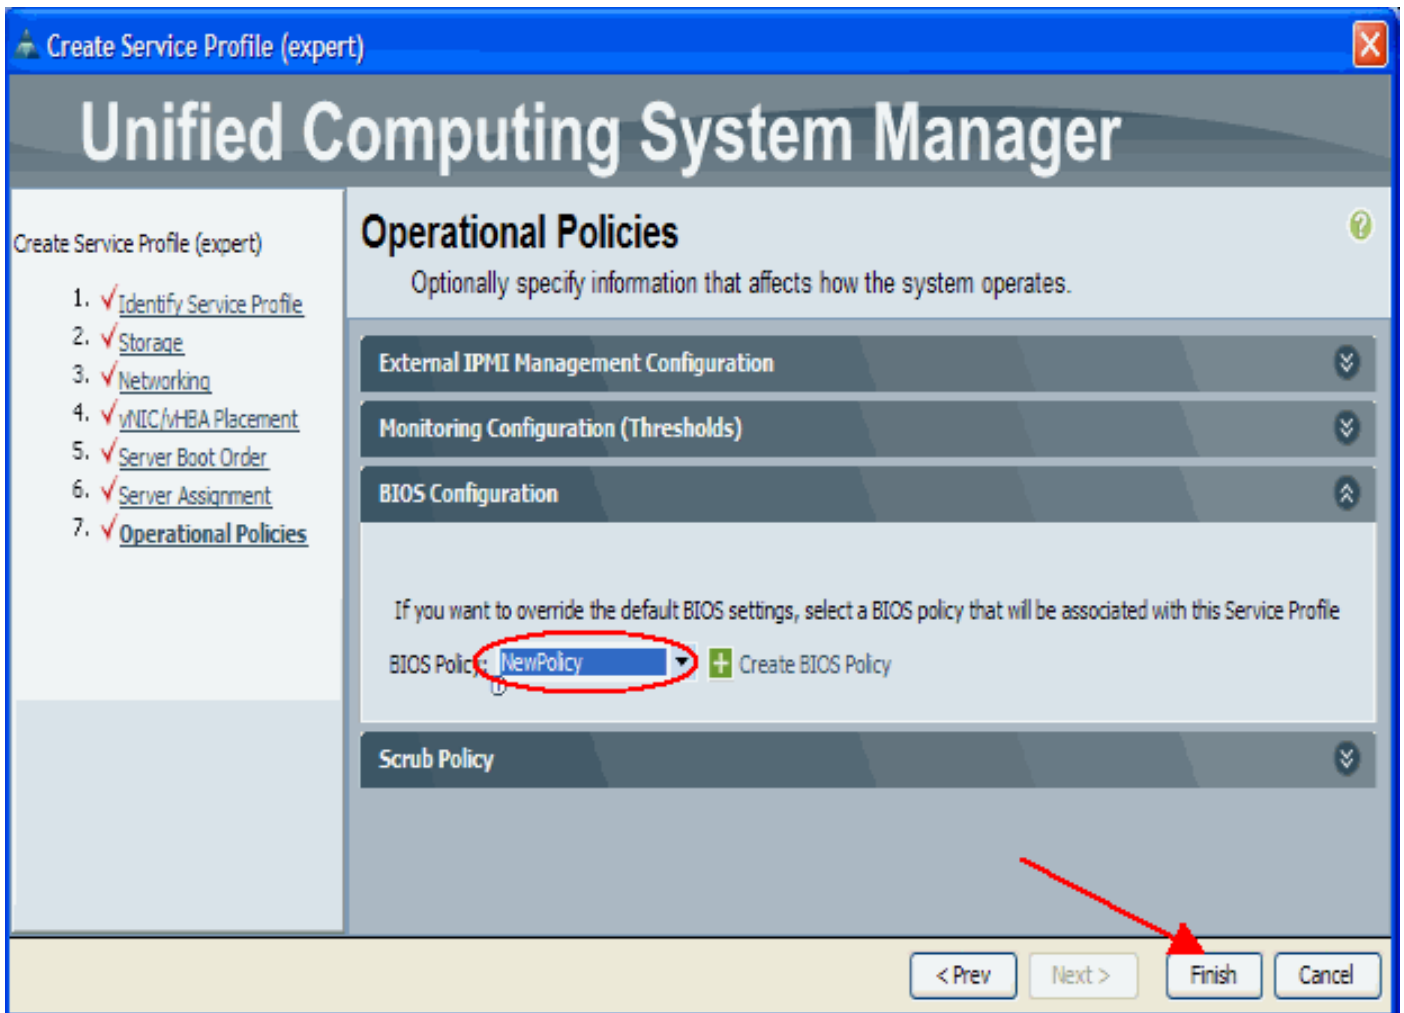 Create Service Profile (expert)
Unified Computing System Manager
Create Service Profile (expert)
1. Identify Service Profile
2. Storage
3. Networking
4. vNIC/vHBA Placement
5. Server Boot Order
6. Server Assignment
7. Operational Policies
Operational Policies
Optionally specify information that affects how the system operates.
External IPMI Management Configuration
Monitoring Configuration (Thresholds)
BIOS Configuration
If you want to override the default BIOS settings, select a BIOS policy that will be associated with this Service Profile
BIOS Policy: NewPolicy Create BIOS Policy
Scrub Policy
< Prev Next > Finish Cancel